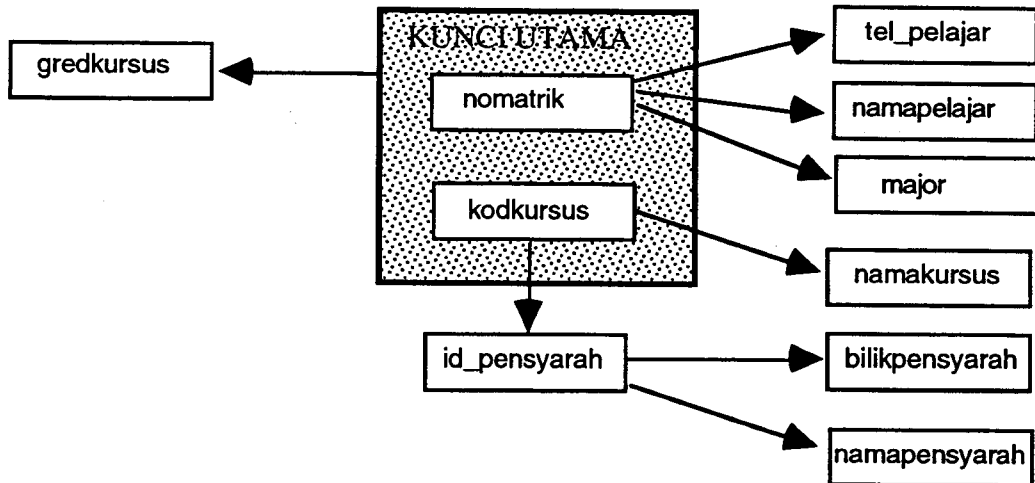 KUNCI UTAMA
tel_pelajar
gredkursus
nomatrik
namapelajar
major
kodkursus
namakursus
id_pensyarah
bilikpensyarah
namapensyarah